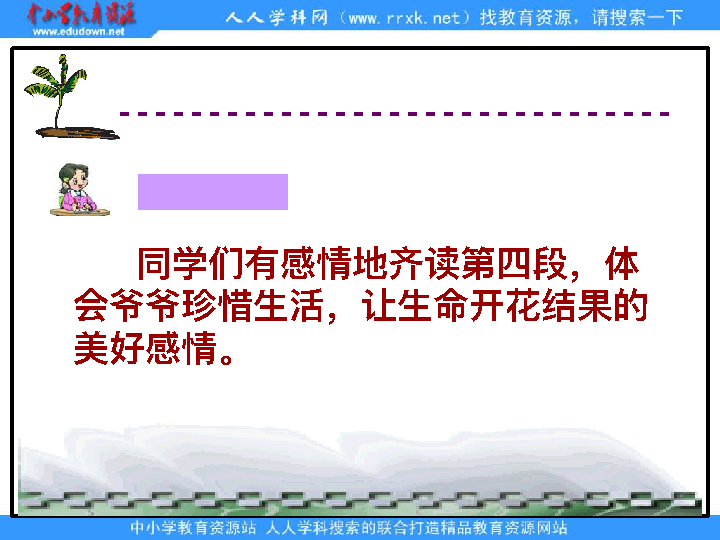 中小学教育资源
www.edudown.net
人人学科网（www.rrxk.net）找教育资源，请搜索一下
同学们有感情地齐读第四段，体
会爷爷珍惜生活，让生命开花结果的
美好感情。
中小学教育资源站 人人学科搜索的联合打造精品教育资源网站